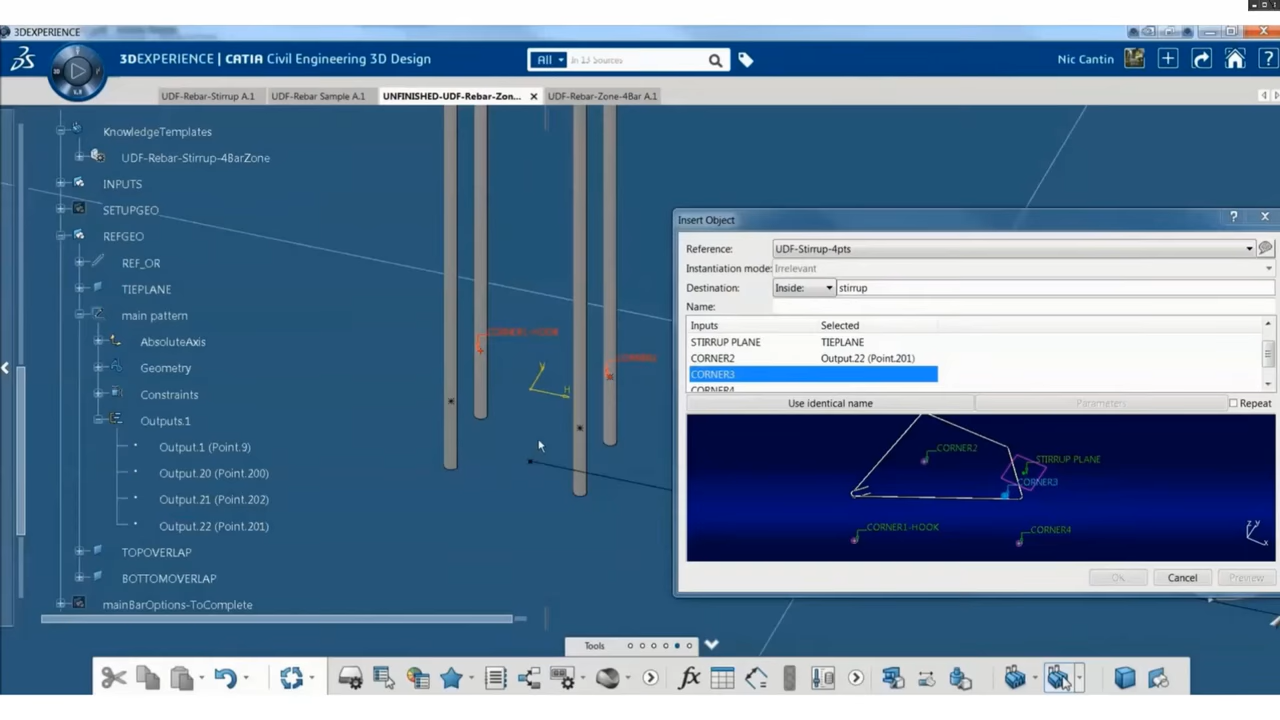 3DEXPERIENCE
3DEXPERIENCE | CATIA Civil Engineering 3D Design
All
In 13 Sources
Nic Cantin
UDF-Rebar-Stirrup A.1
UDF-Rebar Sample A.1
UNFINISHED-UDF-Rebar-Zon...
UDF-Rebar-Zone-4Bar A.1
KnowledgeTemplates
UDF-Rebar-Stirrup-4BarZone
INPUTS
SETUPGEO
REFGEO
REF_OR
TIEPLANE
main pattern
AbsoluteAxis
Geometry
Constraints
Outputs.1
Output.1 (Point.9)
Output.20 (Point.200)
Output.21 (Point.202)
Output.22 (Point.201)
TOPOVERLAP
BOTTOMOVERLAP
mainBarOptions-ToComplete
V
H
Insert Object
?
Reference:
UDF-Stirrup-4pts
Instantiation mode:
Irrelevant
Destination:
Inside:
stirrup
Name:
Inputs
Selected
STIRRUP PLANE
TIEPLANE
CORNER2
Output.22 (Point.201)
CORNER3
CORNER4
Use identical name
Parameters
Repeat
CORNER2
STIRRUP PLANE
CORNER3
CORNER1-HOOK
CORNER4
Ok
Cancel
Preview
Tools
fx